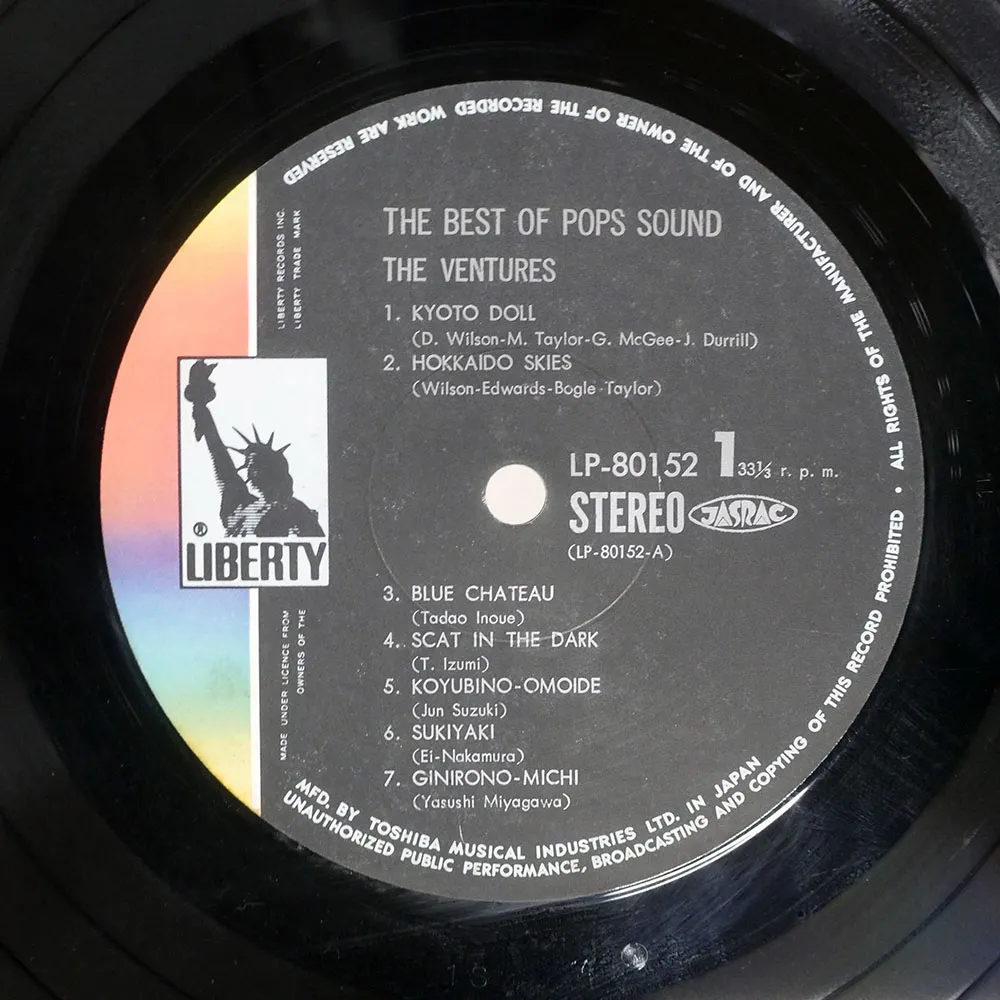 THE BEST OF POPS SOUND
THE VENTURES
1. KYOTO DOLL
(D. Wilson-M. Taylor-G. McGee-J. Durrill)
2. HOKKAIDO SKIES
(Wilson-Edwards-Bogle-Taylor)
LP-80152 1 33⅓ r. p. m.
STEREO JASRAC
(LP-80152-A)
3. BLUE CHATEAU
(Tadao Inoue)
4. SCAT IN THE DARK
(T. Izumi)
5. KOYUBINO-OMOIDE
(Jun Suzuki)
6. SUKIYAKI
(Ei-Nakamura)
7. GINIRONO-MICHI
(Yasushi Miyagawa)
LIBERTY RECORDS INC.
LIBERTY TRADE MARK
®
LIBERTY
MADE UNDER LICENCE FROM
OWNERS OF THE
MFD. BY TOSHIBA MUSICAL INDUSTRIES LTD. IN JAPAN
UNAUTHORIZED PUBLIC PERFORMANCE, BROADCASTING AND COPYING OF THIS RECORD PROHIBITED • ALL RIGHTS OF THE MANUFACTURER AND OF THE OWNER OF THE RECORDED WORK ARE RESERVED